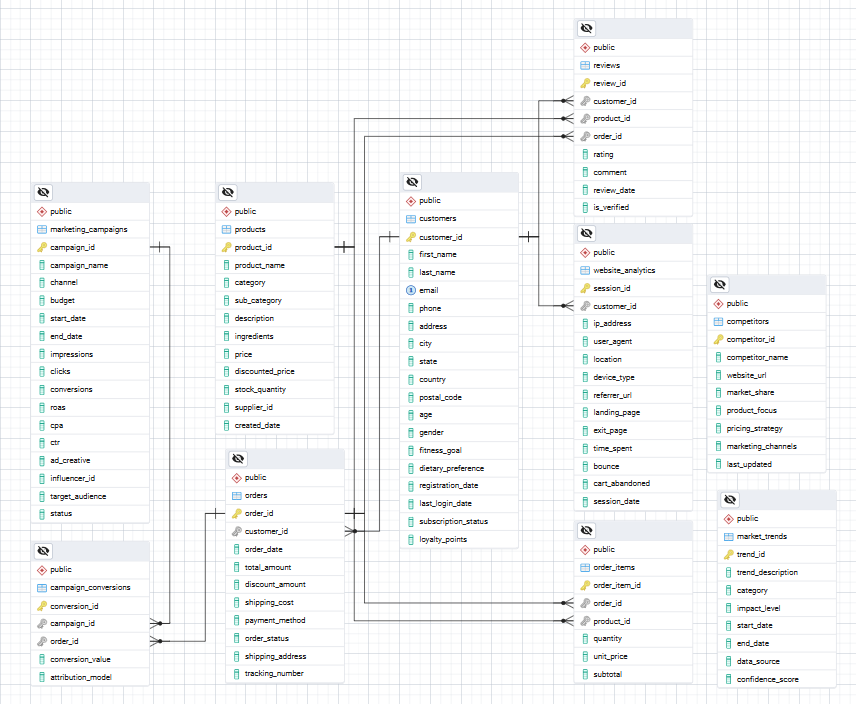 public
reviews
review_id
customer_id
product_id
order_id
rating
comment
review_date
is_verified
public
marketing_campaigns
campaign_id
campaign_name
channel
budget
start_date
end_date
impressions
clicks
conversions
roas
cpa
ctr
ad_creative
influencer_id
target_audience
status
public
products
product_id
product_name
category
sub_category
description
ingredients
price
discounted_price
stock_quantity
supplier_id
created_date
public
customers
customer_id
first_name
last_name
email
phone
address
city
state
country
postal_code
age
gender
fitness_goal
dietary_preference
registration_date
last_login_date
subscription_status
loyalty_points
public
website_analytics
session_id
customer_id
ip_address
user_agent
location
device_type
referrer_url
landing_page
exit_page
time_spent
bounce
cart_abandoned
session_date
public
competitors
competitor_id
competitor_name
website_url
market_share
product_focus
pricing_strategy
marketing_channels
last_updated
public
campaign_conversions
conversion_id
campaign_id
order_id
conversion_value
attribution_model
public
orders
order_id
customer_id
order_date
total_amount
discount_amount
shipping_cost
payment_method
order_status
shipping_address
tracking_number
public
order_items
order_item_id
order_id
product_id
quantity
unit_price
subtotal
public
market_trends
trend_id
trend_description
category
impact_level
start_date
end_date
data_source
confidence_score